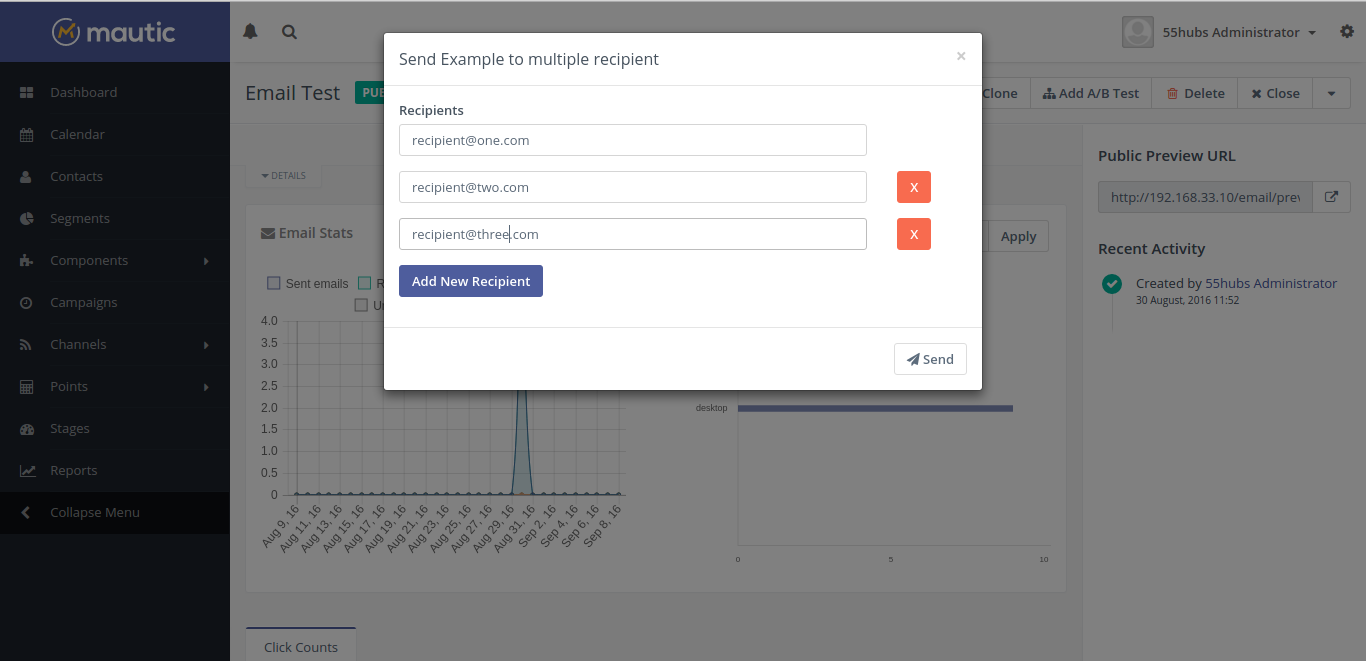 mautic
55hubs Administrator
Dashboard
Calendar
Contacts
Segments
Components
Campaigns
Channels
Points
Stages
Reports
Collapse Menu
Email Test
PUB
Clone
Add A/B Test
Delete
Close
DETAILS
Email Stats
Apply
Sent emails
R
Un
4.0
3.5
3.0
2.5
2.0
1.5
1.0
0.5
0
Aug 9, 16
Aug 11, 16
Aug 13, 16
Aug 15, 16
Aug 17, 16
Aug 19, 16
Aug 21, 16
Aug 23, 16
Aug 25, 16
Aug 27, 16
Aug 29, 16
Aug 31, 16
Sep 2, 16
Sep 4, 16
Sep 6, 16
Sep 8, 16
desktop
0
5
10
Click Counts
Send Example to multiple recipient
×
Recipients
recipient@one.com
recipient@two.com
X
recipient@three.com
X
Add New Recipient
Send
Public Preview URL
http://192.168.33.10/email/prev
Recent Activity
Created by 55hubs Administrator
30 August, 2016 11:52